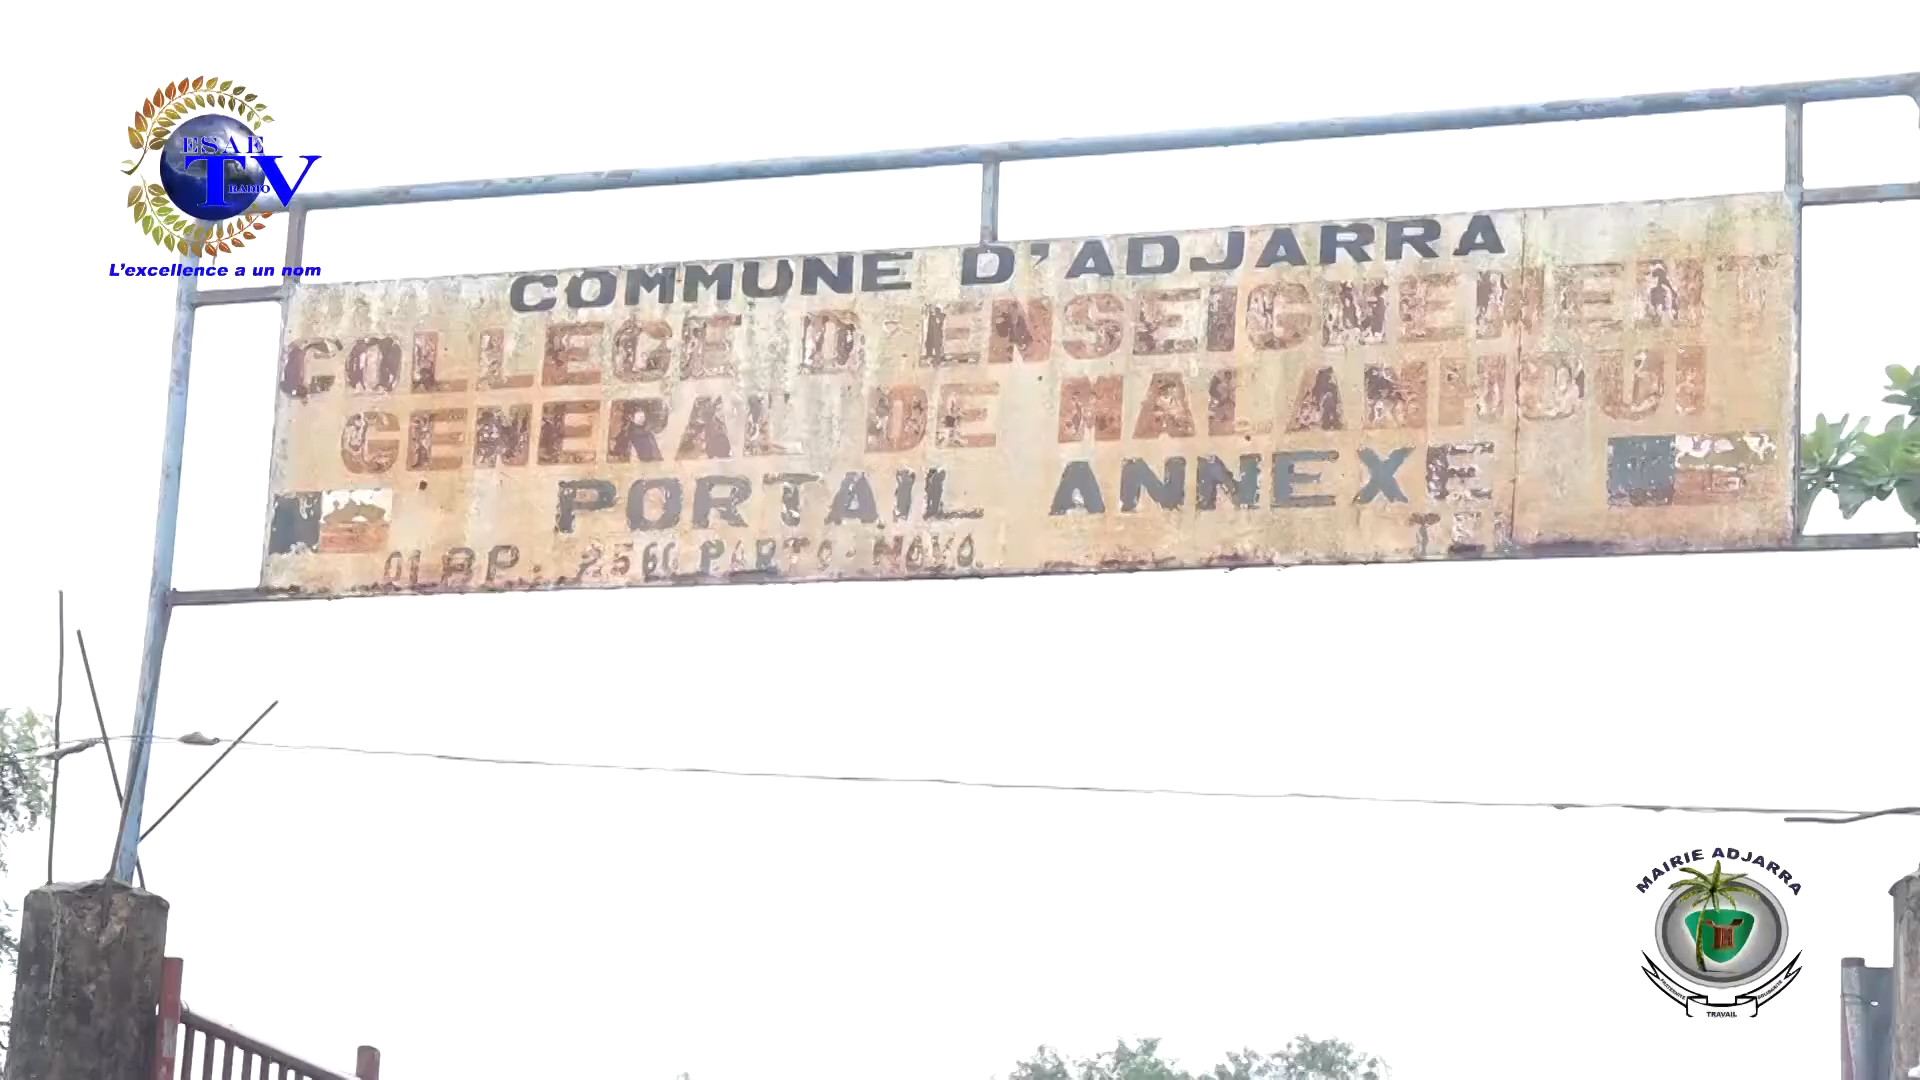 ESAE
TV
RADIO
L'excellence a un nom
COMMUNE D'ADJARRA
COLLEGE D'ENSEIGNEMENT
GENERAL DE MALANHOUI
PORTAIL ANNEXE
01 BP. 2560 PORTO-NOVO
TEL
MAIRIE ADJARRA
TRAVAIL